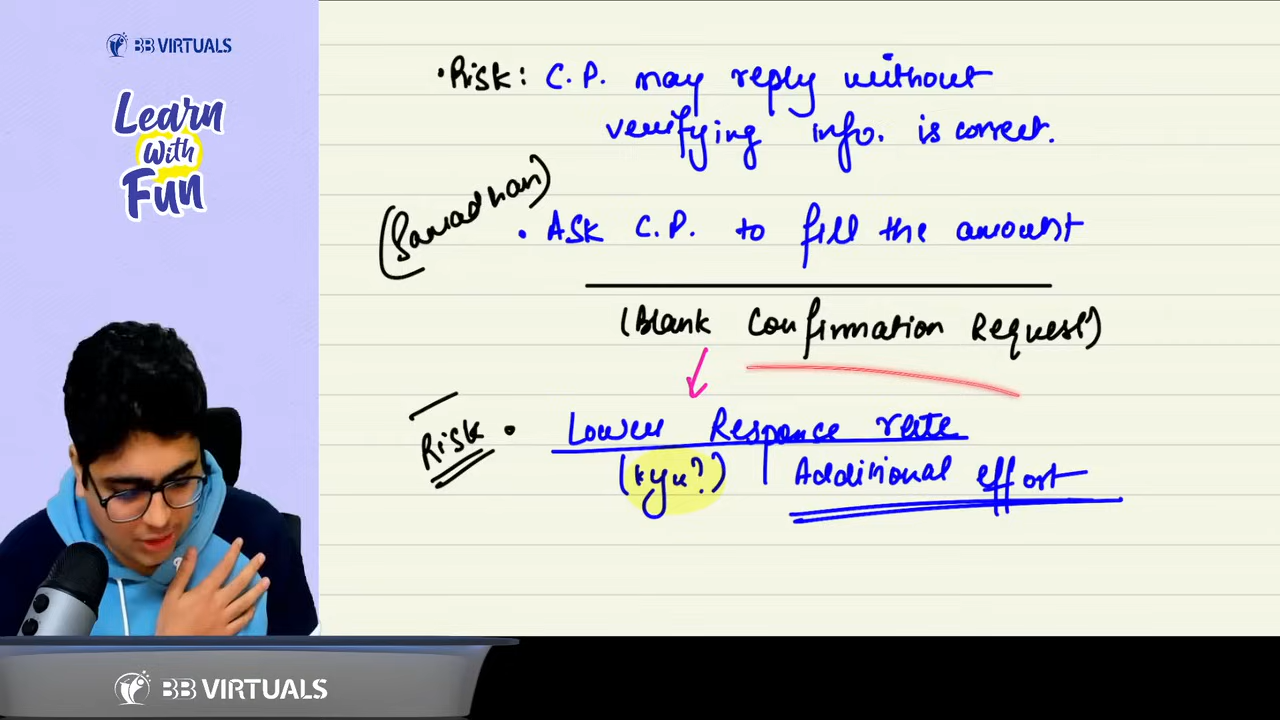 BB VIRTUALS
Learn
With
Fun
• Risk: C.P. may reply without
verifying info. is correct.
(Samadhan)
• Ask C.P. to fill the amount
(Blank Confirmation Request)
Risk • Lower Response rate
(kyu?) Additional effort
BB VIRTUALS